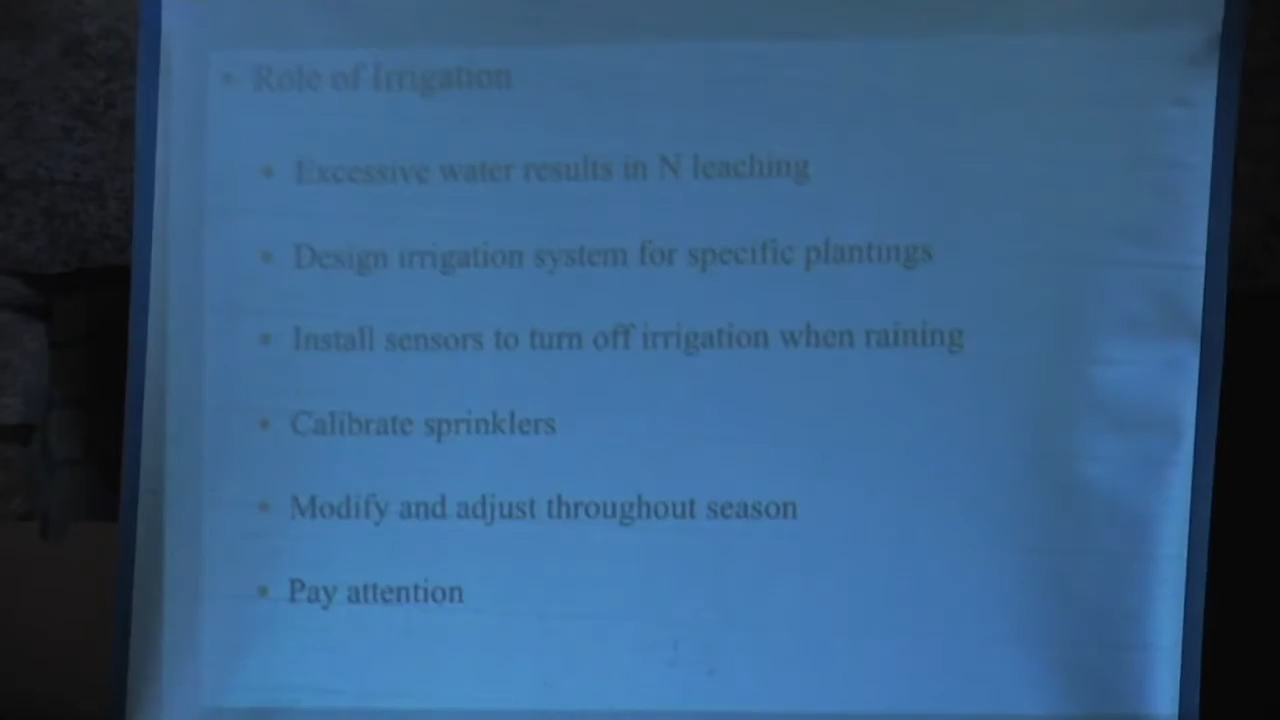 • Role of Irrigation
• Excessive water results in N leaching
• Design irrigation system for specific plantings
• Install sensors to turn off irrigation when raining
• Calibrate sprinklers
• Modify and adjust throughout season
• Pay attention